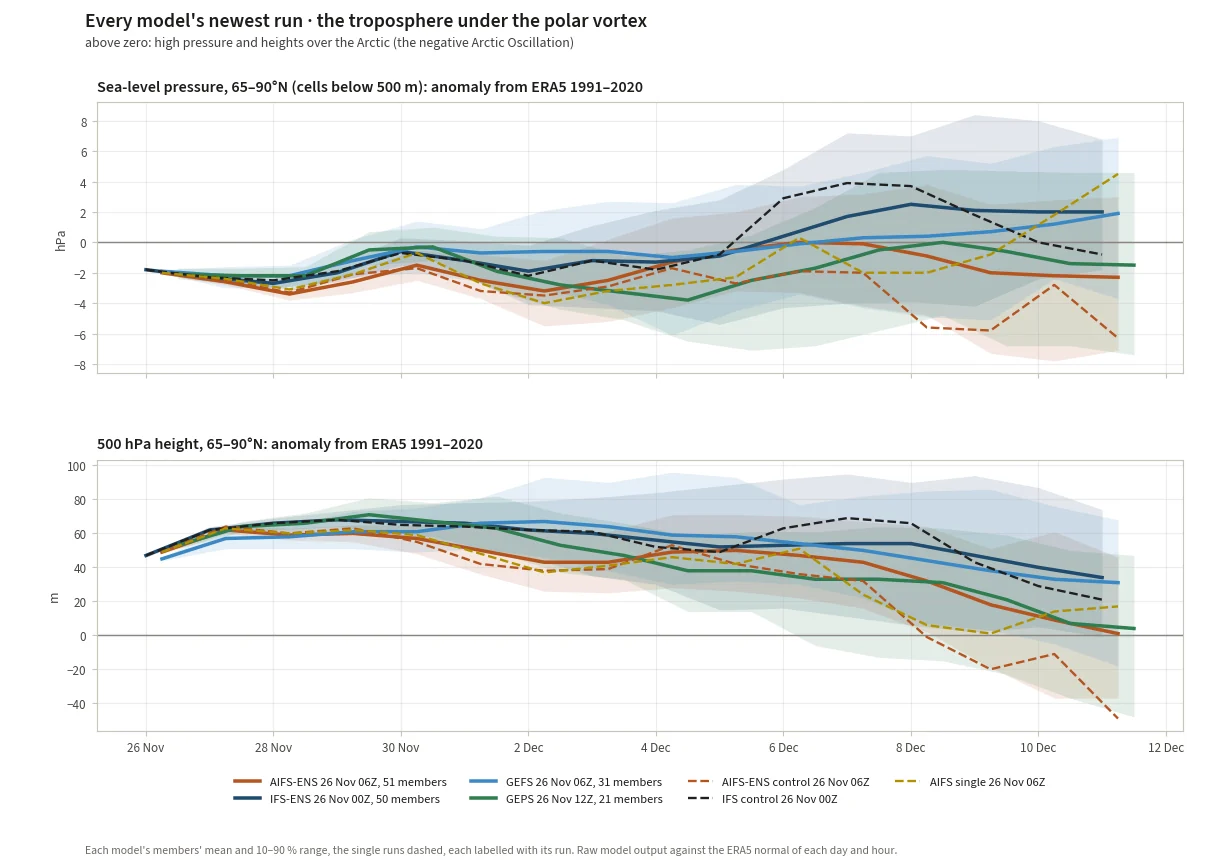 Every model's newest run · the troposphere under the polar vortex
above zero: high pressure and heights over the Arctic (the negative Arctic Oscillation)
Sea-level pressure, 65–90°N (cells below 500 m): anomaly from ERA5 1991–2020
8
6
4
2
0
−2
−4
−6
−8
hPa
500 hPa height, 65–90°N: anomaly from ERA5 1991–2020
100
80
60
40
20
0
−20
−40
m
26 Nov 28 Nov 30 Nov 2 Dec 4 Dec 6 Dec 8 Dec 10 Dec 12 Dec
AIFS-ENS 26 Nov 06Z, 51 members GEFS 26 Nov 06Z, 31 members AIFS-ENS control 26 Nov 06Z AIFS single 26 Nov 06Z
IFS-ENS 26 Nov 00Z, 50 members GEPS 26 Nov 12Z, 21 members IFS control 26 Nov 00Z
Each model's members' mean and 10–90 % range, the single runs dashed, each labelled with its run. Raw model output against the ERA5 normal of each day and hour.